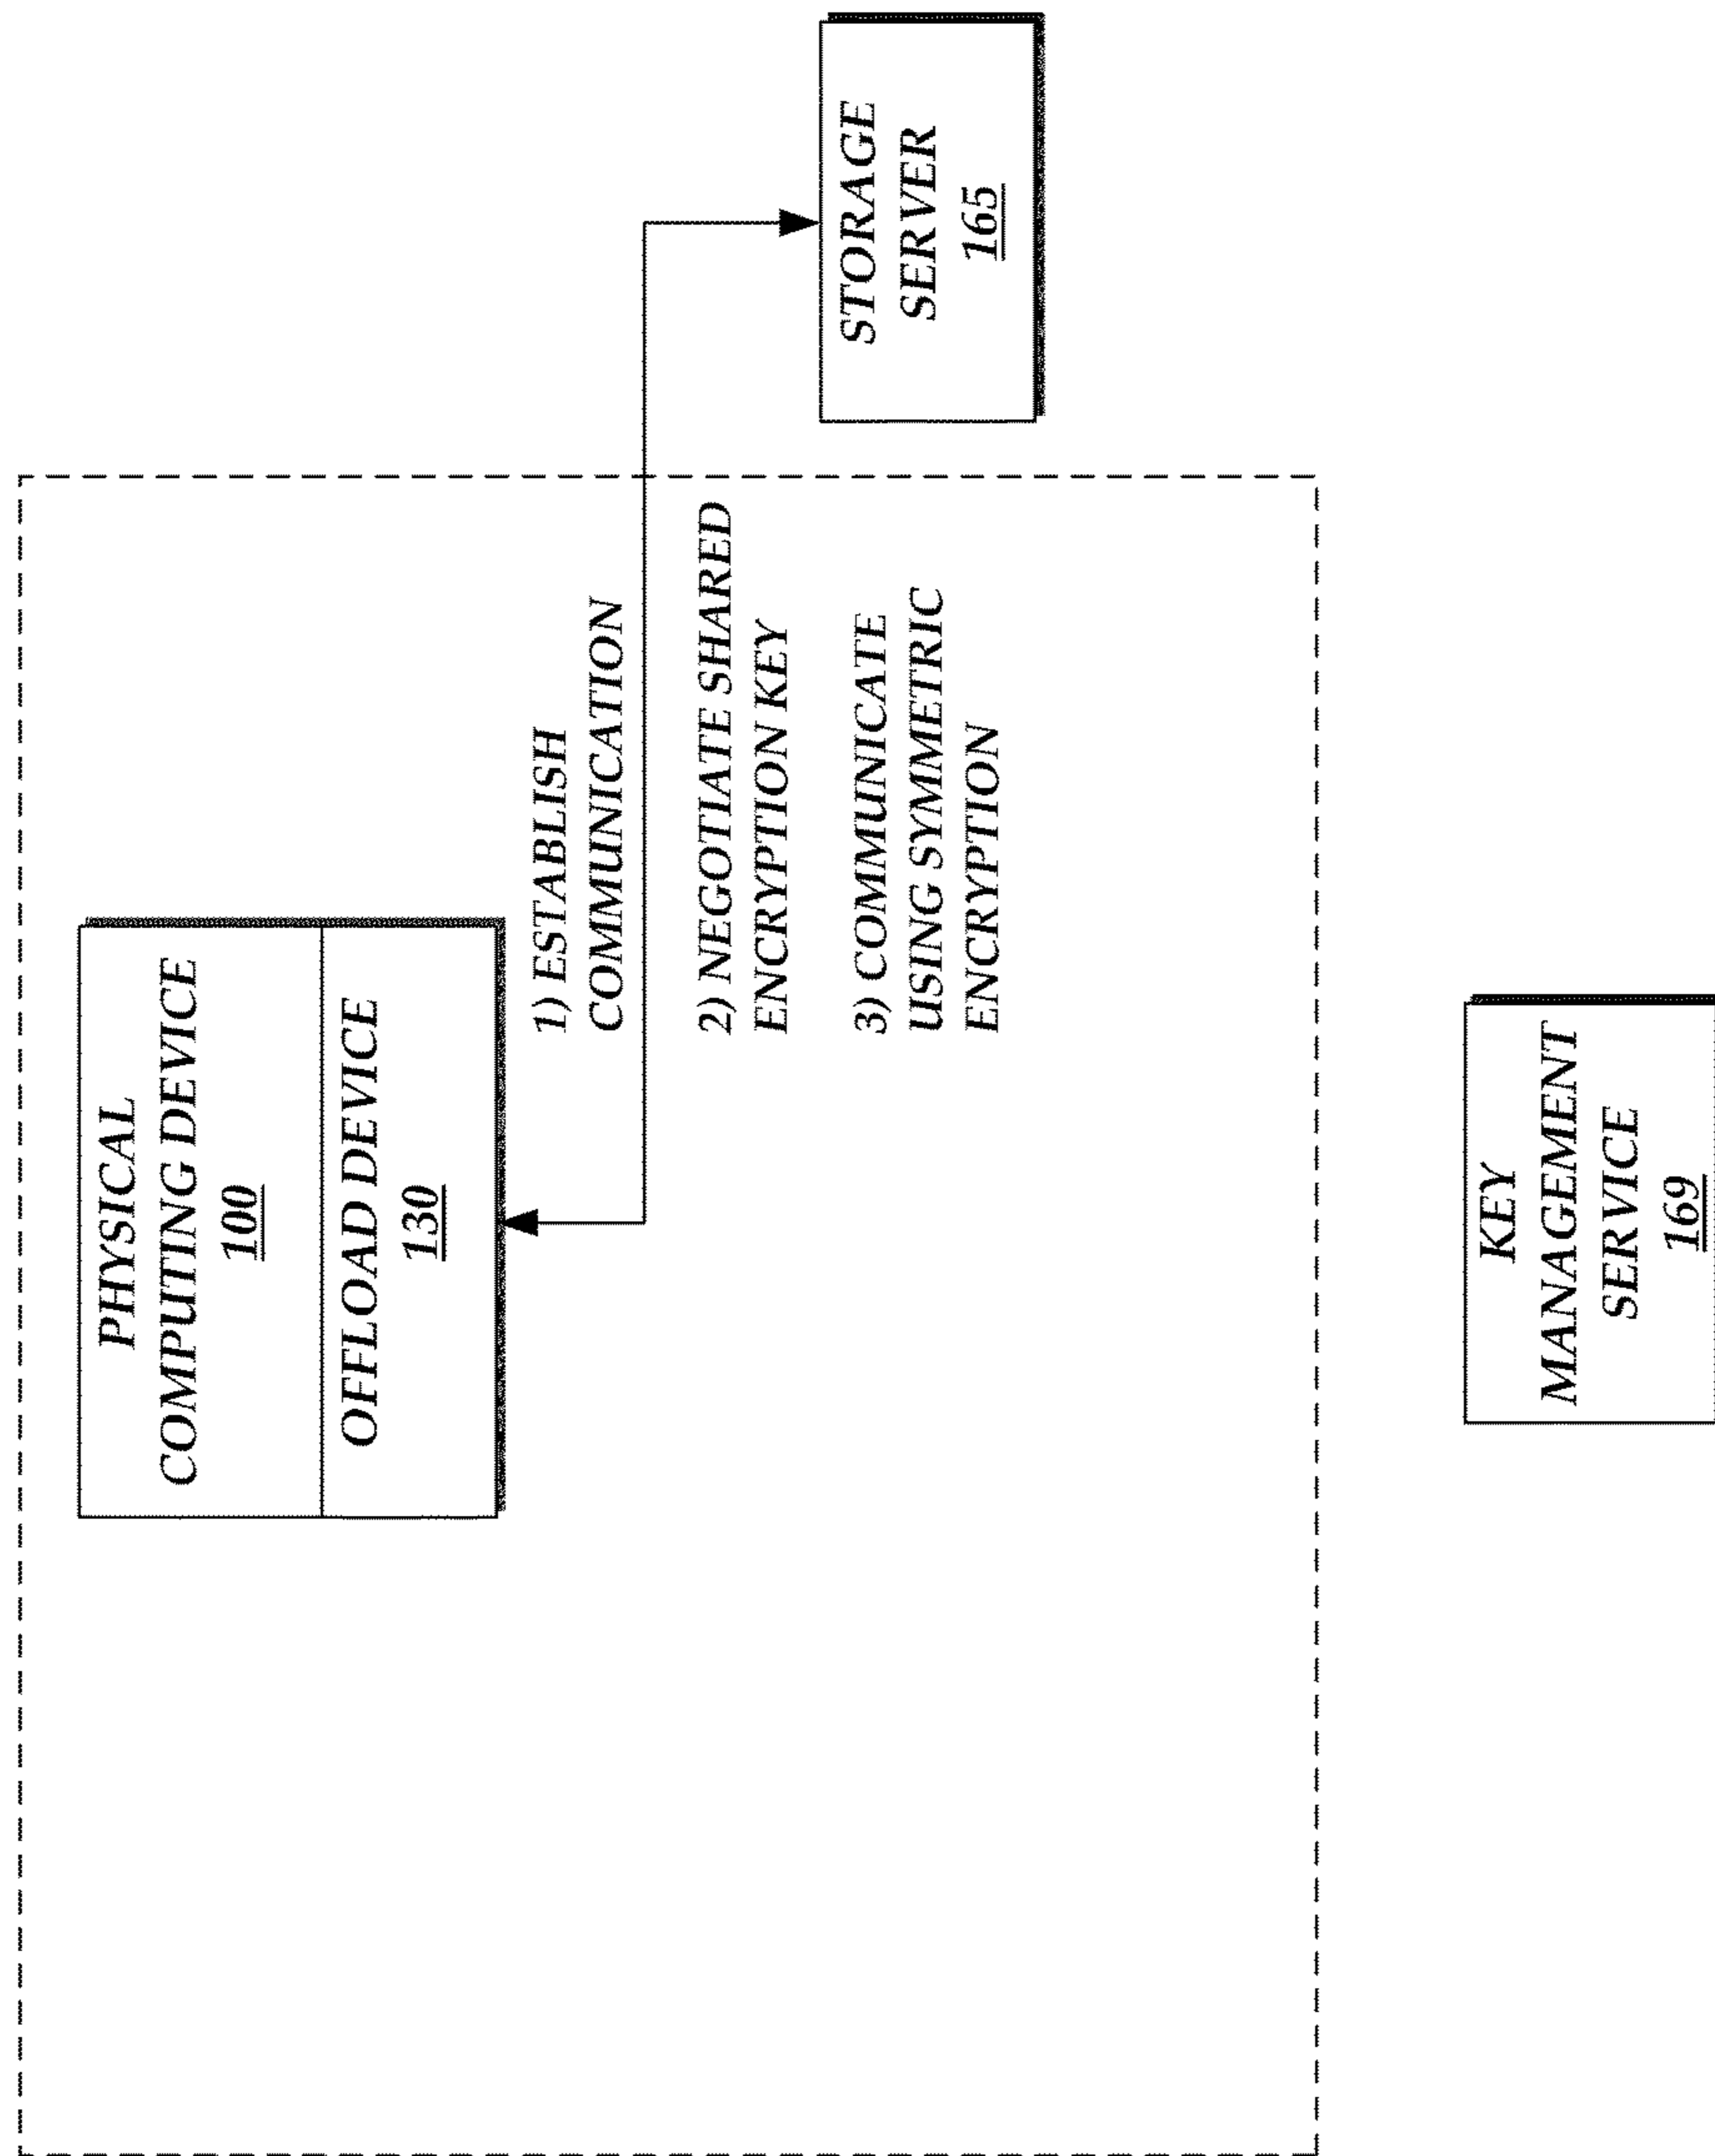 PHYSICAL
COMPUTING DEVICE
100
OFFLOAD DEVICE
130
1) ESTABLISH
COMMUNICATION
2) NEGOTIATE SHARED
ENCRYPTION KEY
3) COMMUNICATE
USING SYMMETRIC
ENCRYPTION
STORAGE
SERVER
165
KEY
MANAGEMENT
SERVICE
169